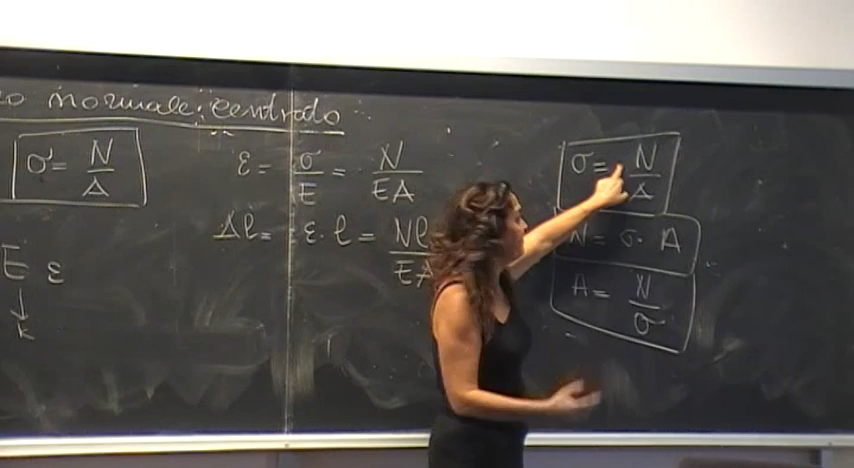 normale centrato
σ = N/A
ε = σ/E = N/EA
Δl = ε · l = Nl/EA
E ε
↓
K
σ = N/A
N = σ · A
A = N/σ